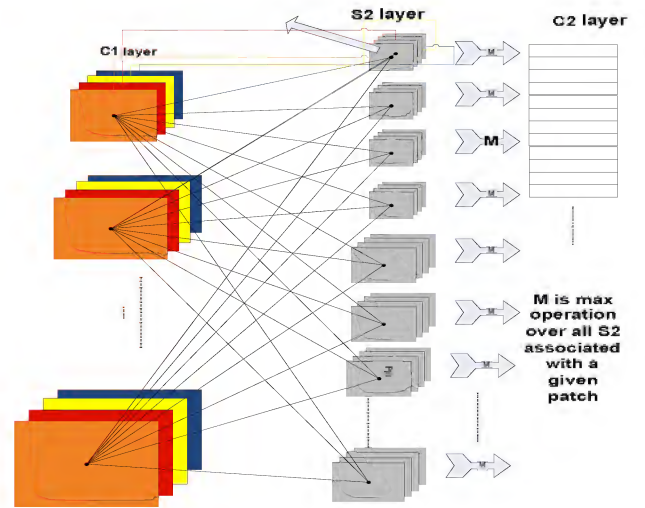 S2 layer
C2 layer
C1 layer
M
M
M
M
M
M
M
M
M is max
operation
over all S2
associated
with a
given
patch